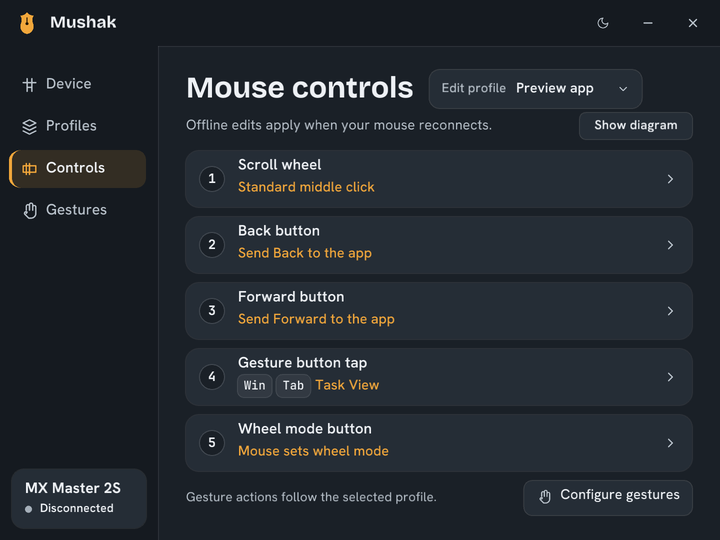 Mushak
Device
Profiles
Controls
Gestures
MX Master 2S
Disconnected
Mouse controls
Edit profile Preview app
Offline edits apply when your mouse reconnects.
Show diagram
1
Scroll wheel
Standard middle click
2
Back button
Send Back to the app
3
Forward button
Send Forward to the app
4
Gesture button tap
Win Tab Task View
5
Wheel mode button
Mouse sets wheel mode
Gesture actions follow the selected profile.
Configure gestures